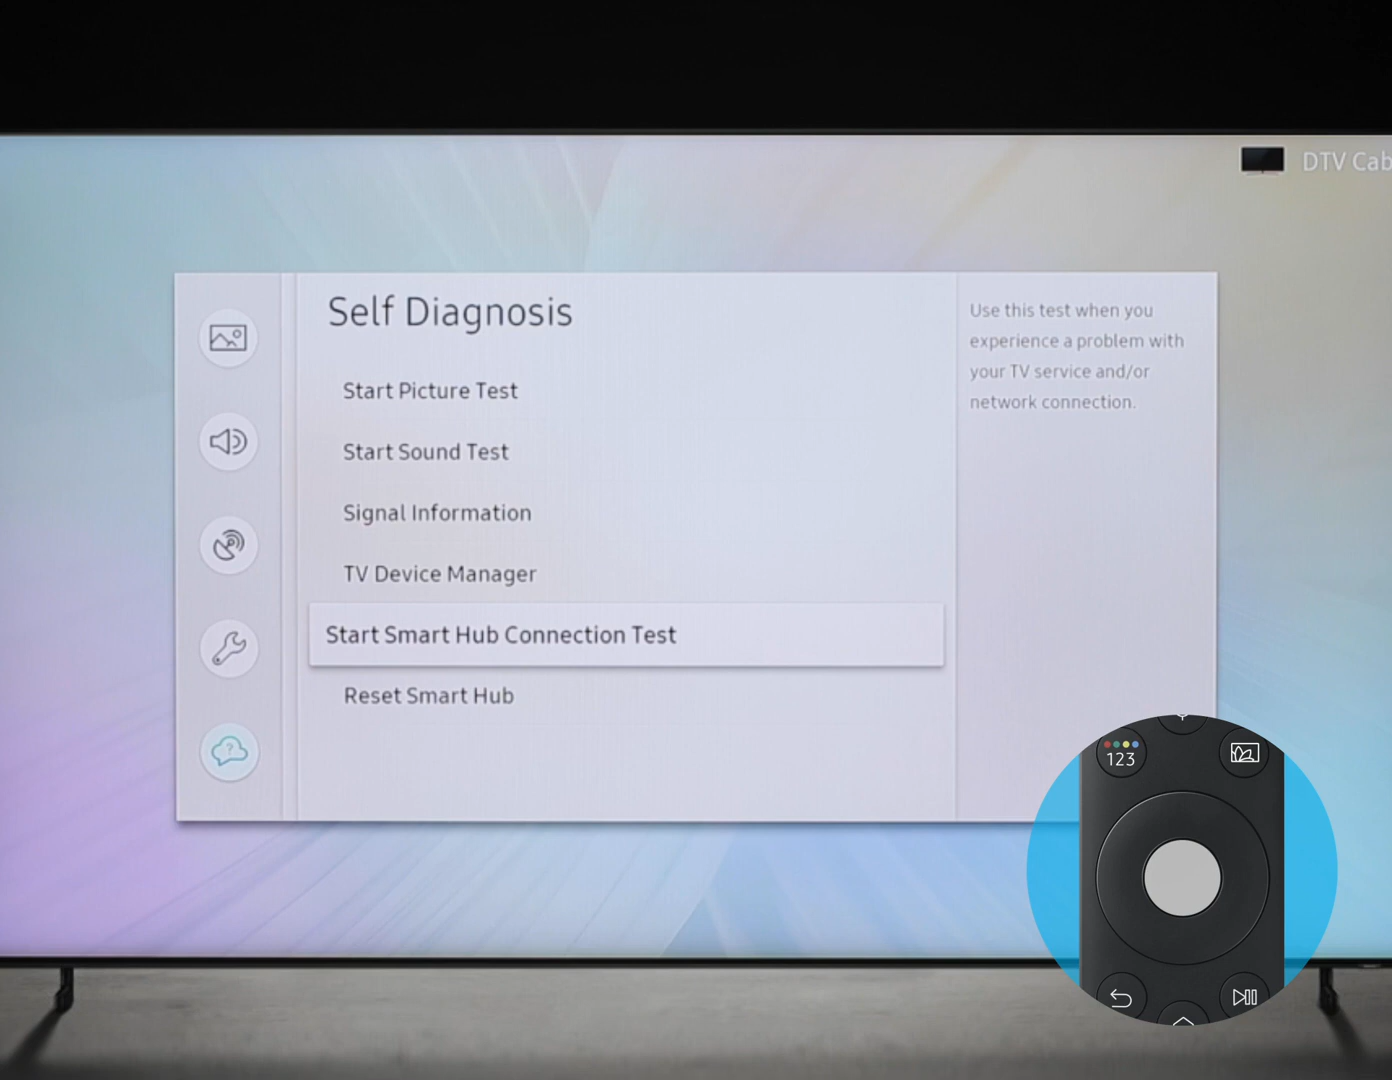 DTV Cab
Self Diagnosis
Start Picture Test
Start Sound Test
Signal Information
TV Device Manager
Start Smart Hub Connection Test
Reset Smart Hub
Use this test when you
experience a problem with
your TV service and/or
network connection.
?
123